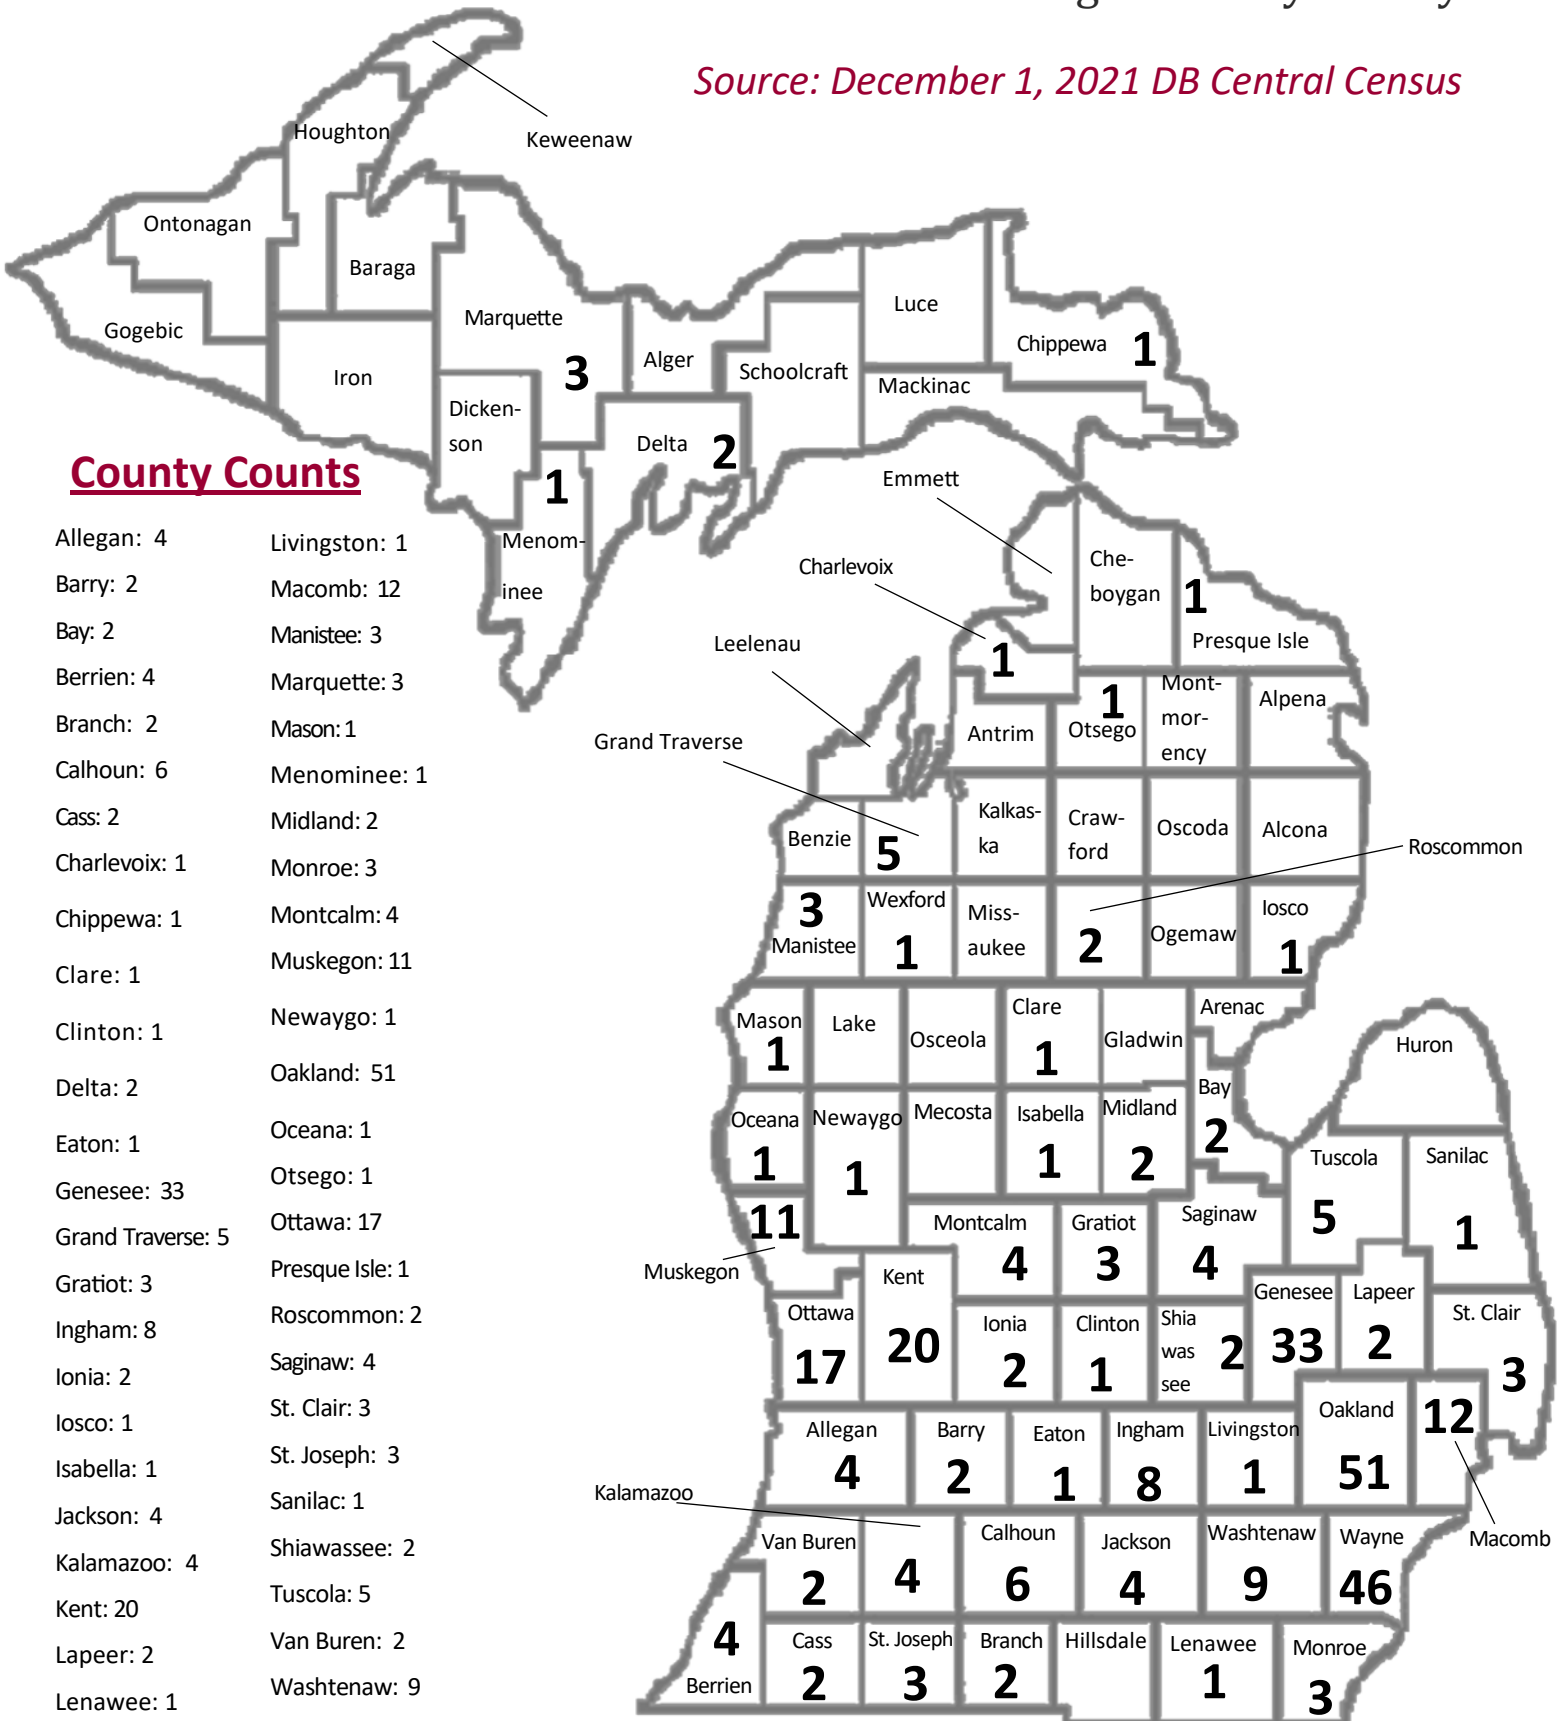 Source: December 1, 2021 DB Central Census
Houghton
Keweenaw
Ontonagan
Baraga
Gogebic
Marquette
Luce
Chippewa 1
Iron
3
Alger
Schoolcraft
Mackinac
Dicken-
son
Delta 2
1
Menom-
inee
County Counts
Allegan: 4
Barry: 2
Bay: 2
Berrien: 4
Branch: 2
Calhoun: 6
Cass: 2
Charlevoix: 1
Chippewa: 1
Clare: 1
Clinton: 1
Delta: 2
Eaton: 1
Genesee: 33
Grand Traverse: 5
Gratiot: 3
Ingham: 8
Ionia: 2
Iosco: 1
Isabella: 1
Jackson: 4
Kalamazoo: 4
Kent: 20
Lapeer: 2
Lenawee: 1
Livingston: 1
Macomb: 12
Manistee: 3
Marquette: 3
Mason: 1
Menominee: 1
Midland: 2
Monroe: 3
Montcalm: 4
Muskegon: 11
Newaygo: 1
Oakland: 51
Oceana: 1
Otsego: 1
Ottawa: 17
Presque Isle: 1
Roscommon: 2
Saginaw: 4
St. Clair: 3
St. Joseph: 3
Sanilac: 1
Shiawassee: 2
Tuscola: 5
Van Buren: 2
Washtenaw: 9
Emmett
Charlevoix
1
Che-
boygan
1
Presque Isle
Leelenau
Grand Traverse
5
Antrim
1
Otsego
Mont-
mor-
ency
Alpena
Benzie
Kalkas-
ka
Craw-
ford
Oscoda
Alcona
Roscommon
3
Manistee
Wexford
1
Miss-
aukee
2
Ogemaw
Iosco
1
Mason
1
Lake
Osceola
Clare
1
Gladwin
Arenac
Huron
Bay
2
Oceana
1
Newaygo
1
Mecosta
Isabella
1
Midland
2
Tuscola
5
Sanilac
1
11
Muskegon
Montcalm
4
Gratiot
3
Saginaw
4
Ottawa
17
Kent
20
Ionia
2
Clinton
1
Shia
was
see
2
Genesee
33
Lapeer
2
St. Clair
3
Allegan
4
Barry
2
Eaton
1
Ingham
8
Livingston
1
Oakland
51
12
Macomb
Kalamazoo
Van Buren
2
4
Calhoun
6
Jackson
4
Washtenaw
9
Wayne
46
4
Berrien
Cass
2
St. Joseph
3
Branch
2
Hillsdale
Lenawee
1
Monroe
3